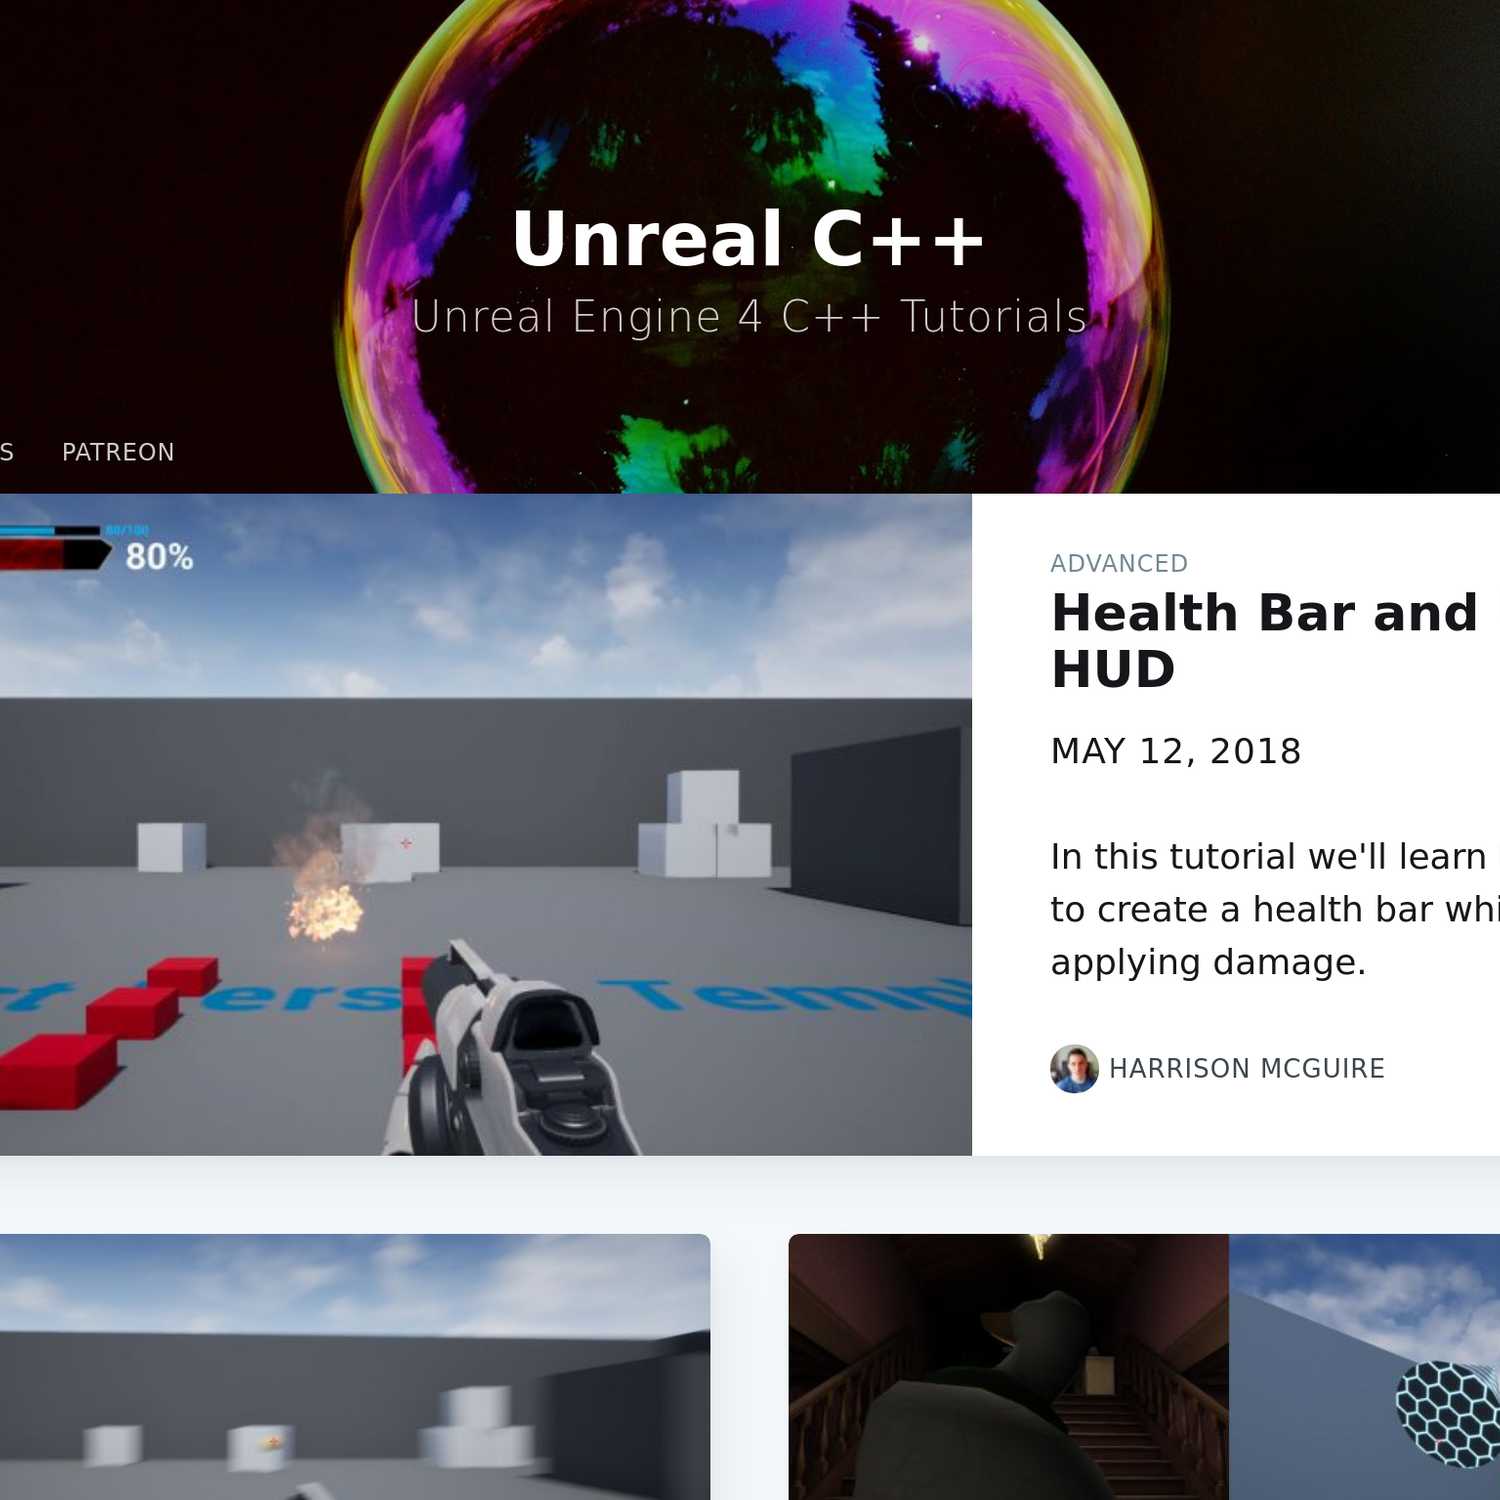 Unreal C++
Unreal Engine 4 C++ Tutorials
S PATREON
80/100
80%
ADVANCED
Health Bar and
HUD
MAY 12, 2018
In this tutorial we'll learn
to create a health bar whi
applying damage.
HARRISON MCGUIRE